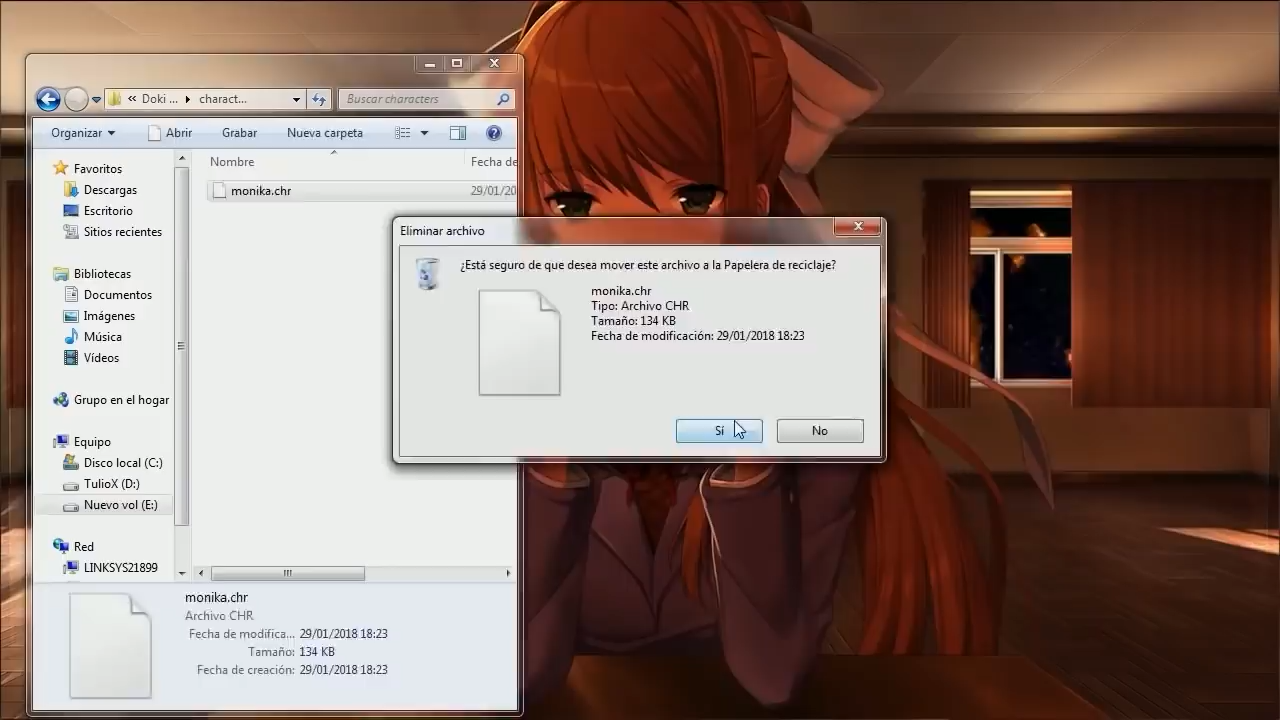 « Doki ... ▸ charact...
Buscar characters
Organizar
Abrir
Grabar
Nueva carpeta
Favoritos
Descargas
Escritorio
Sitios recientes
Bibliotecas
Documentos
Imágenes
Música
Vídeos
Grupo en el hogar
Equipo
Disco local (C:)
TulioX (D:)
Nuevo vol (E:)
Red
LINKSYS21899
Nombre
Fecha de
monika.chr
29/01/20
Eliminar archivo
¿Está seguro de que desea mover este archivo a la Papelera de reciclaje?
monika.chr
Tipo: Archivo CHR
Tamaño: 134 KB
Fecha de modificación: 29/01/2018 18:23
Sí
No
monika.chr
Archivo CHR
Fecha de modifica... 29/01/2018 18:23
Tamaño: 134 KB
Fecha de creación: 29/01/2018 18:23